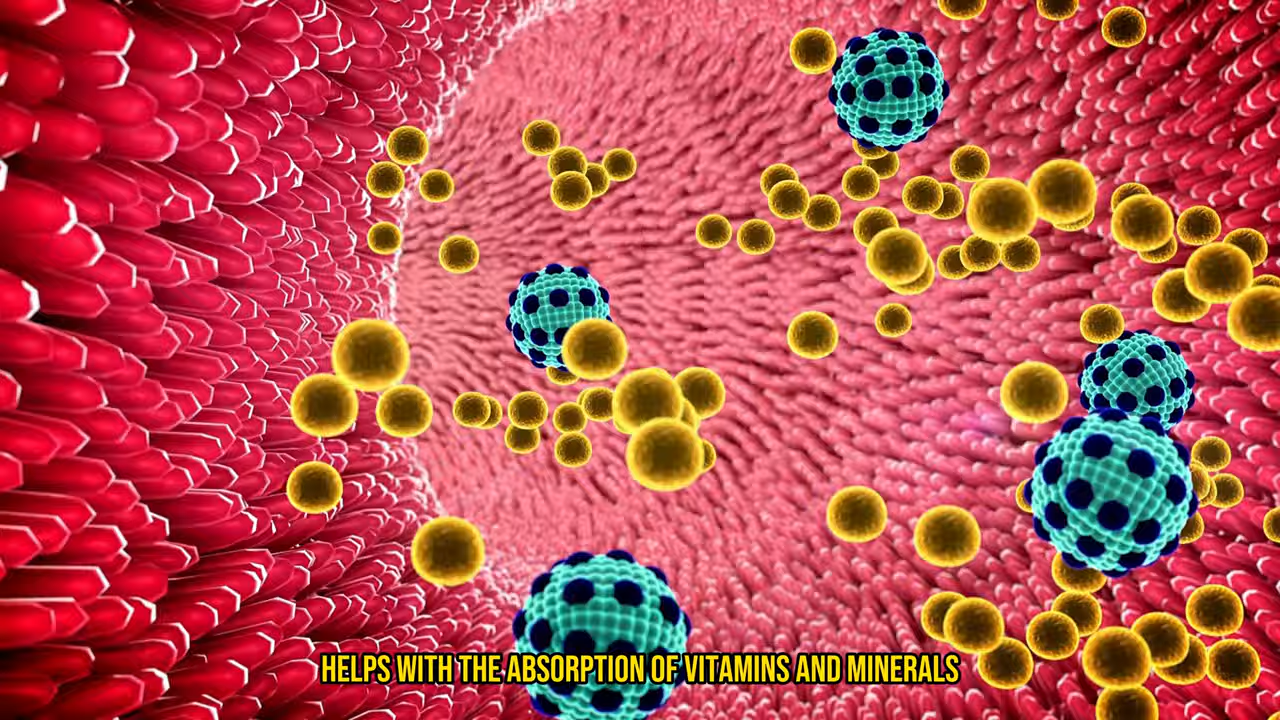 HELPS WITH THE ABSORPTION OF VITAMINS AND MINERALS